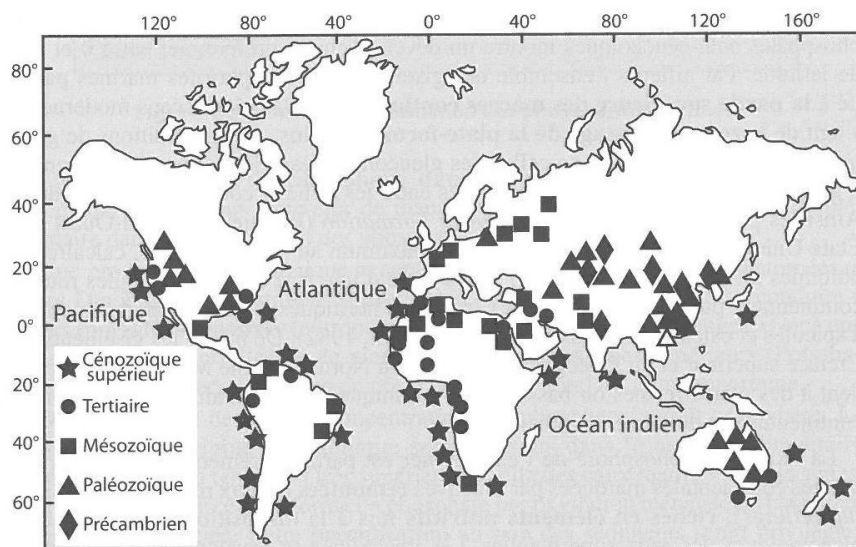 120° 80° 40° 0° 40° 80° 120° 160°
80°
60°
40°
20°
0°
20°
40°
60°
Atlantique
Pacifique
Océan indien
Cénozoïque
supérieur
Tertiaire
Mésozoïque
Paléozoïque
Précambrien